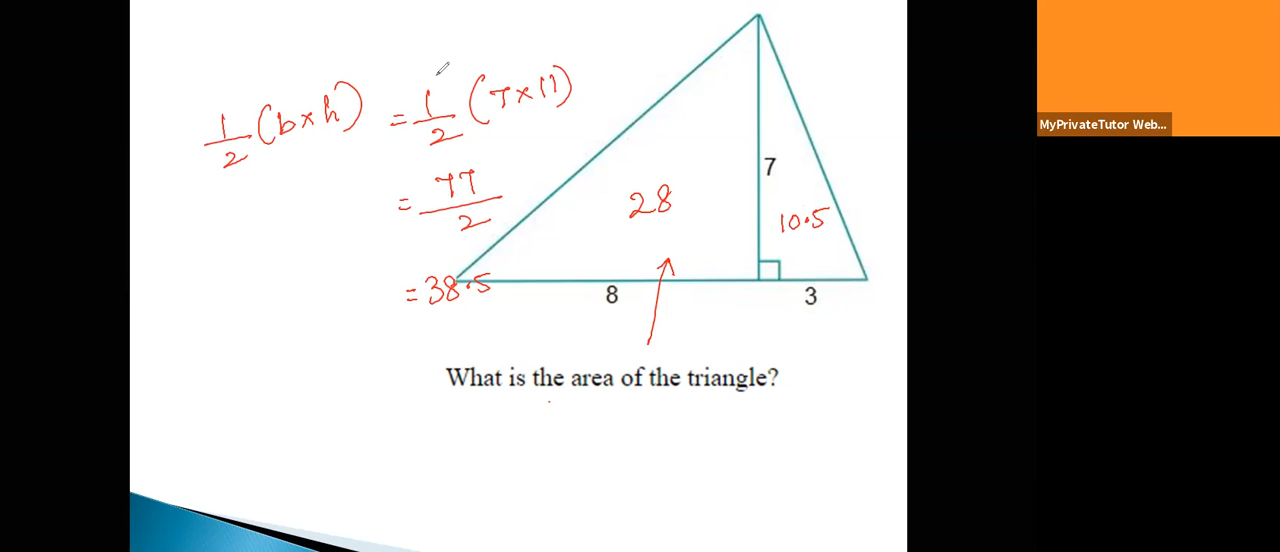 1/2 (b×h) = 1/2 (7×11)
= 77/2
= 38.5
28
10.5
7
8
3
What is the area of the triangle?
MyPrivateTutor Web...